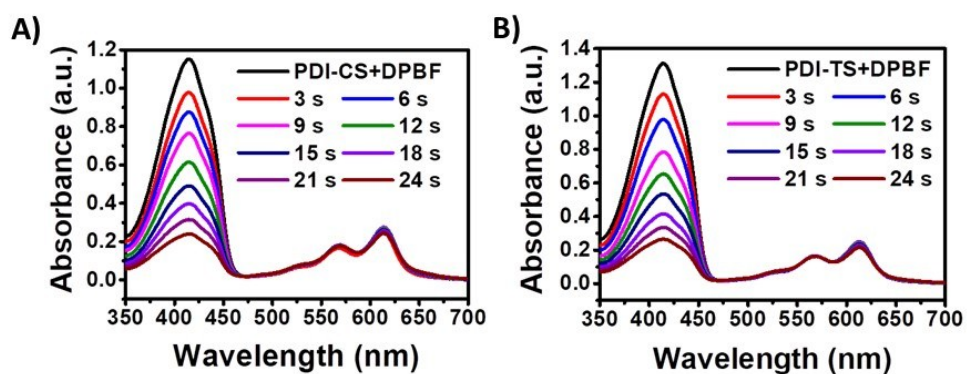 A)
Absorbance (a.u.)
1.2
1.0
0.8
0.6
0.4
0.2
0.0
PDI-CS+DPBF
3 s 6 s
9 s 12 s
15 s 18 s
21 s 24 s
350 400 450 500 550 600 650 700
Wavelength (nm)
B)
Absorbance (a.u.)
1.4
1.2
1.0
0.8
0.6
0.4
0.2
0.0
PDI-TS+DPBF
3 s 6 s
9 s 12 s
15 s 18 s
21 s 24 s
350 400 450 500 550 600 650 700
Wavelength (nm)